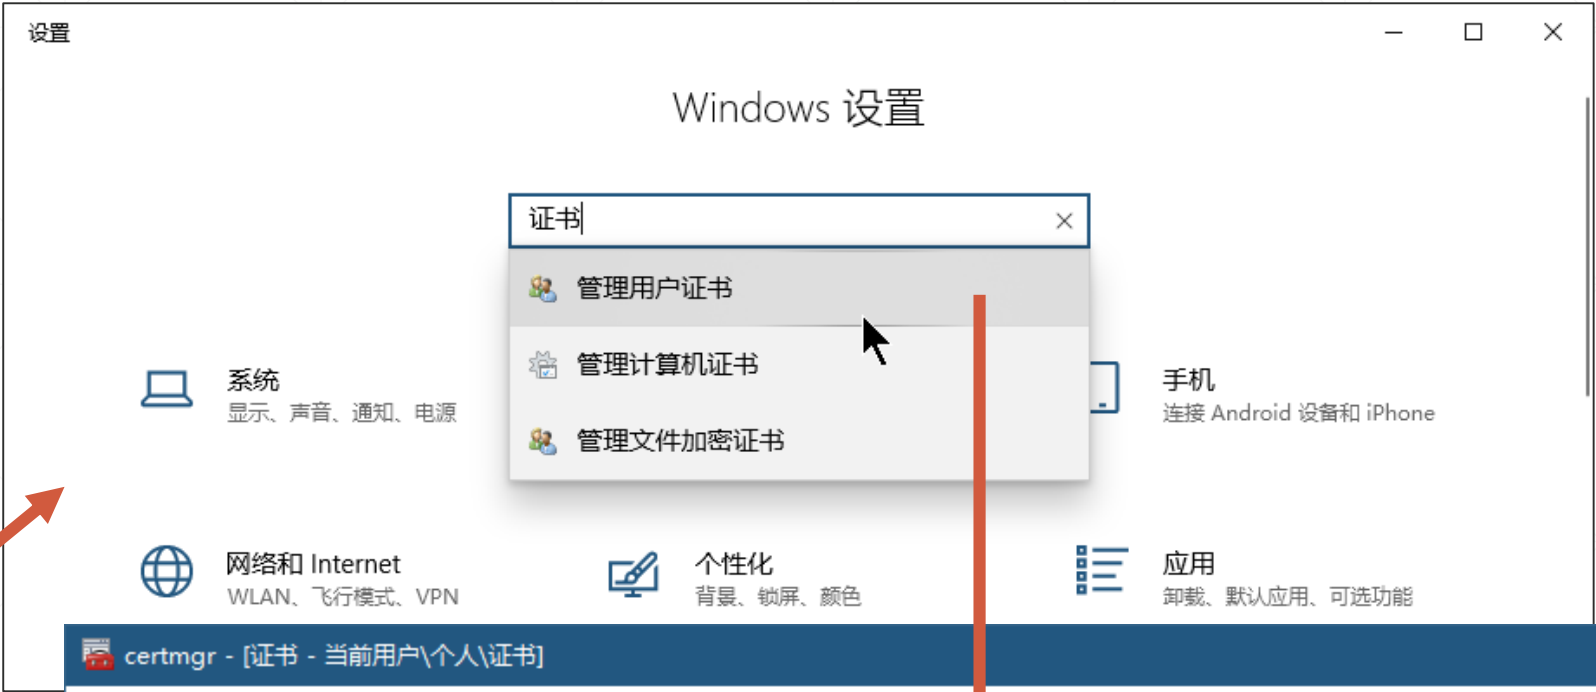 设置
Windows 设置
证书
管理用户证书
管理计算机证书
管理文件加密证书
系统
显示、声音、通知、电源
手机
连接 Android 设备和 iPhone
网络和 Internet
WLAN、飞行模式、VPN
个性化
背景、锁屏、颜色
应用
卸载、默认应用、可选功能
certmgr - [证书 - 当前用户\个人\证书]